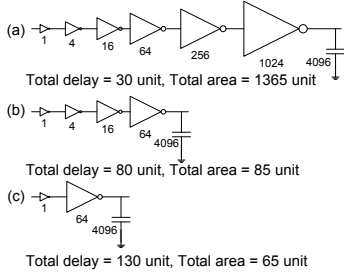 (a)
1
4
16
64
256
1024
4096
Total delay = 30 unit, Total area = 1365 unit
(b)
1
4
16
64
4096
Total delay = 80 unit, Total area = 85 unit
(c)
1
64
4096
Total delay = 130 unit, Total area = 65 unit